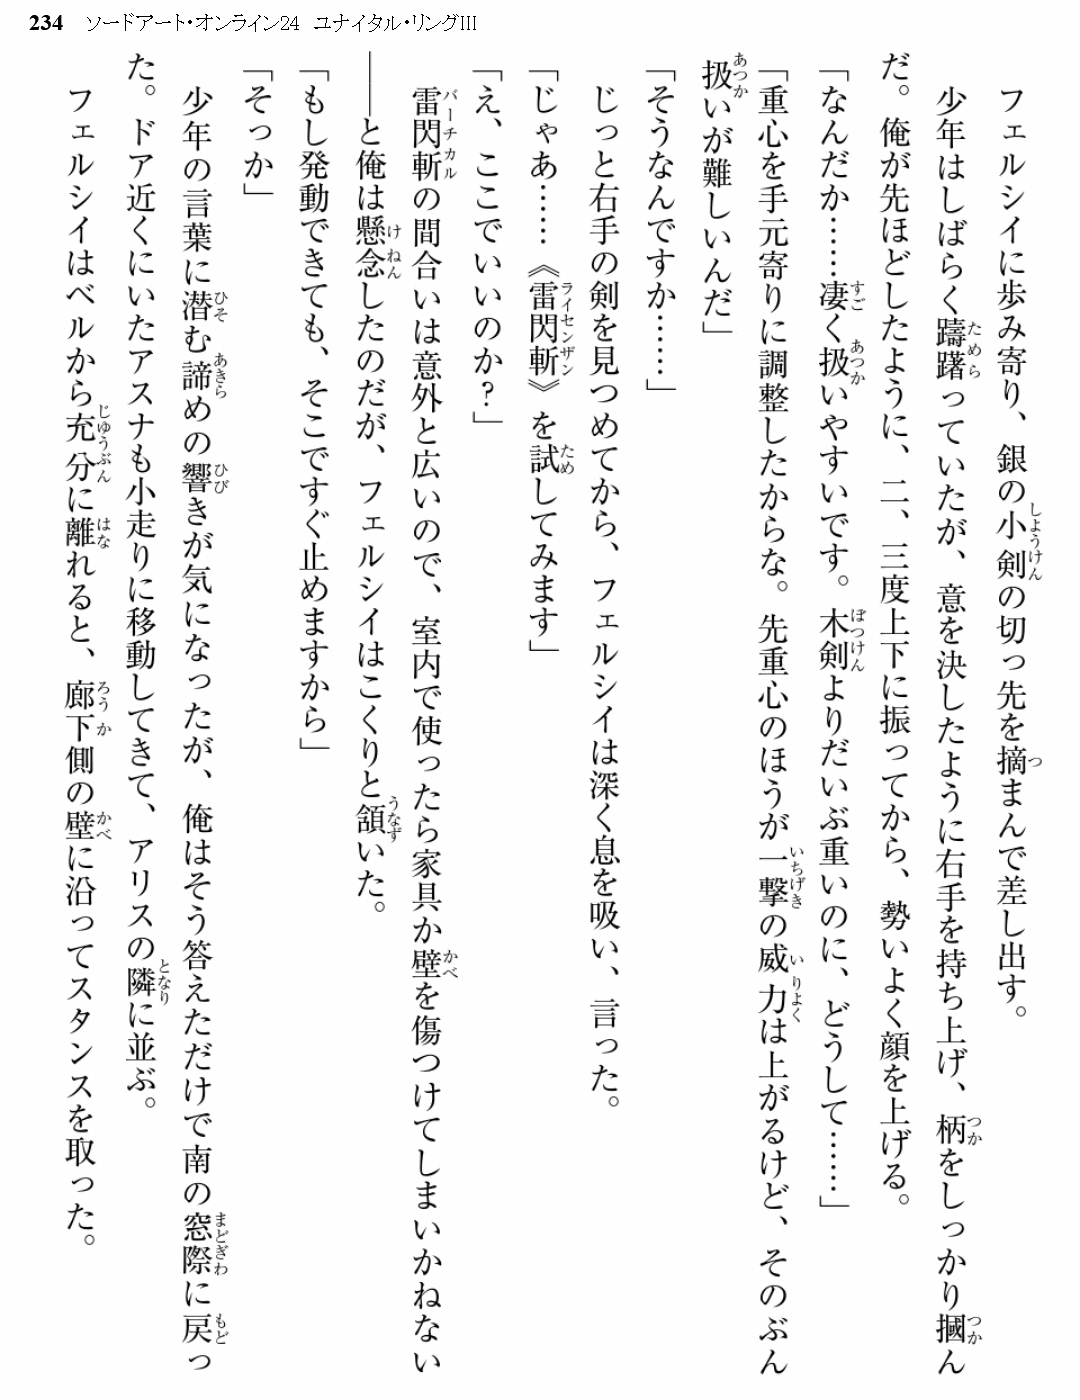 234 ソードアート・オンライン24 ユナイタル・リングIII
フェルシイに歩み寄り、銀の小剣の切っ先を摘まんで差し出す。
少年はしばらく躊躇っていたが、意を決したように右手を持ち上げ、柄をしっかり摑ん
だ。俺が先ほどしたように、二、三度上下に振ってから、勢いよく顔を上げる。
「なんだか……凄く扱いやすいです。木剣よりだいぶ重いのに、どうして……」
「重心を手元寄りに調整したからな。先重心のほうが一撃の威力は上がるけど、そのぶん
扱いが難しいんだ」
「そうなんですか……」
じっと右手の剣を見つめてから、フェルシイは深く息を吸い、言った。
「じゃあ……《雷閃斬》を試してみます」
「え、ここでいいのか？」
雷閃斬の間合いは意外と広いので、室内で使ったら家具か壁を傷つけてしまいかねない
――と俺は懸念したのだが、フェルシイはこくりと頷いた。
「もし発動できても、そこですぐ止めますから」
「そっか」
少年の言葉に潜む諦めの響きが気になったが、俺はそう答えただけで南の窓際に戻っ
た。ドア近くにいたアスナも小走りに移動してきて、アリスの隣に並ぶ。
フェルシイはベルから充分に離れると、廊下側の壁に沿ってスタンスを取った。